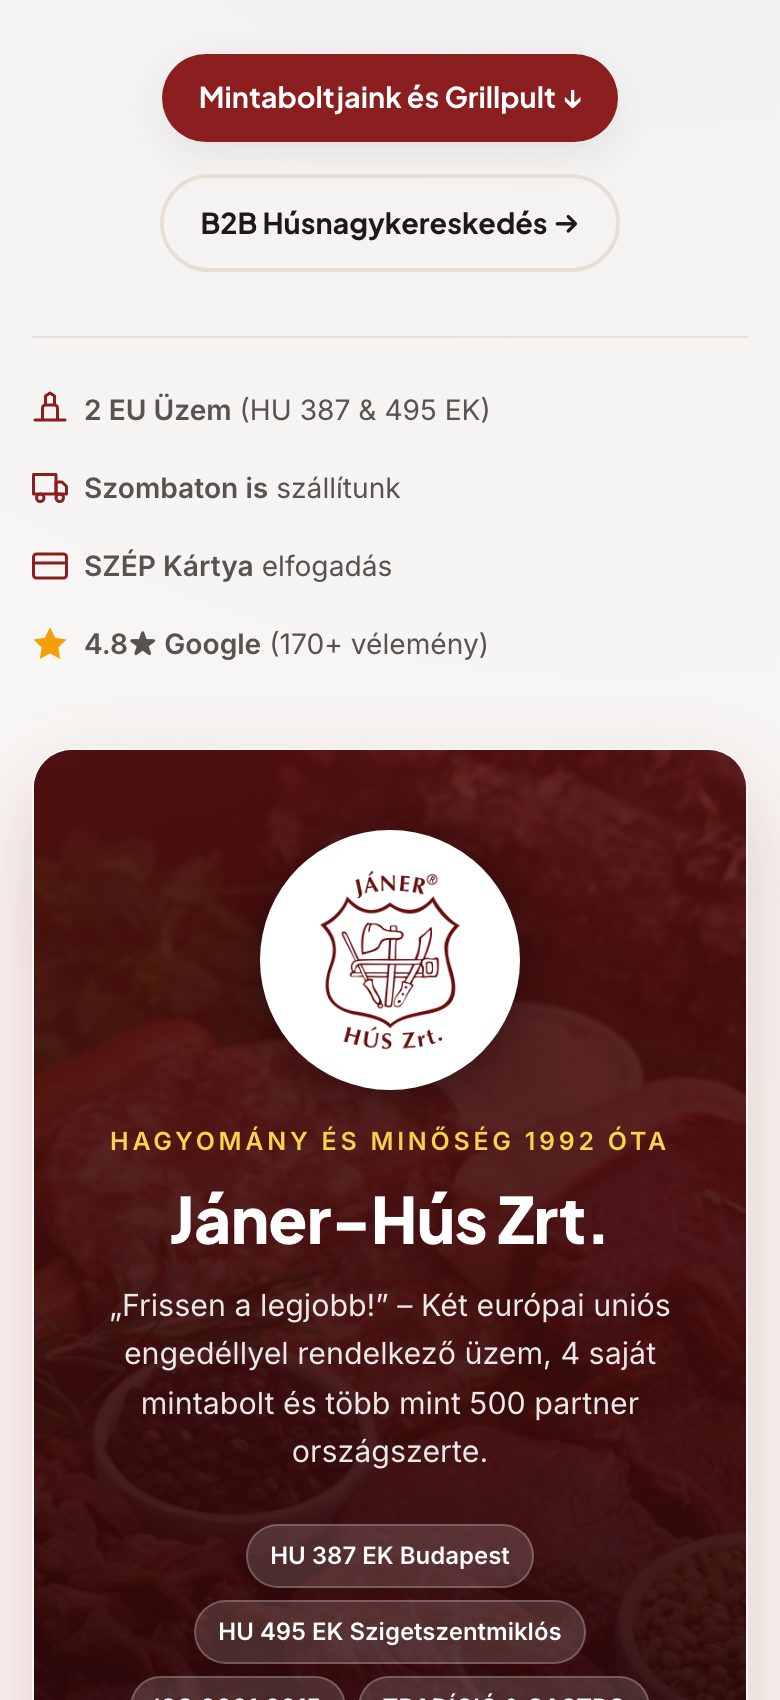 Mintaboltjaink és Grillpult ↓
B2B Húsnagykereskedés →
2 EU Üzem (HU 387 & 495 EK)
Szombaton is szállítunk
SZÉP Kártya elfogadás
4.8★ Google (170+ vélemény)
JÁNER®
HÚS Zrt.
HAGYOMÁNY ÉS MINŐSÉG 1992 ÓTA
Jáner-Hús Zrt.
„Frissen a legjobb!” – Két európai uniós
engedéllyel rendelkező üzem, 4 saját
mintabolt és több mint 500 partner
országszerte.
HU 387 EK Budapest
HU 495 EK Szigetszentmiklós